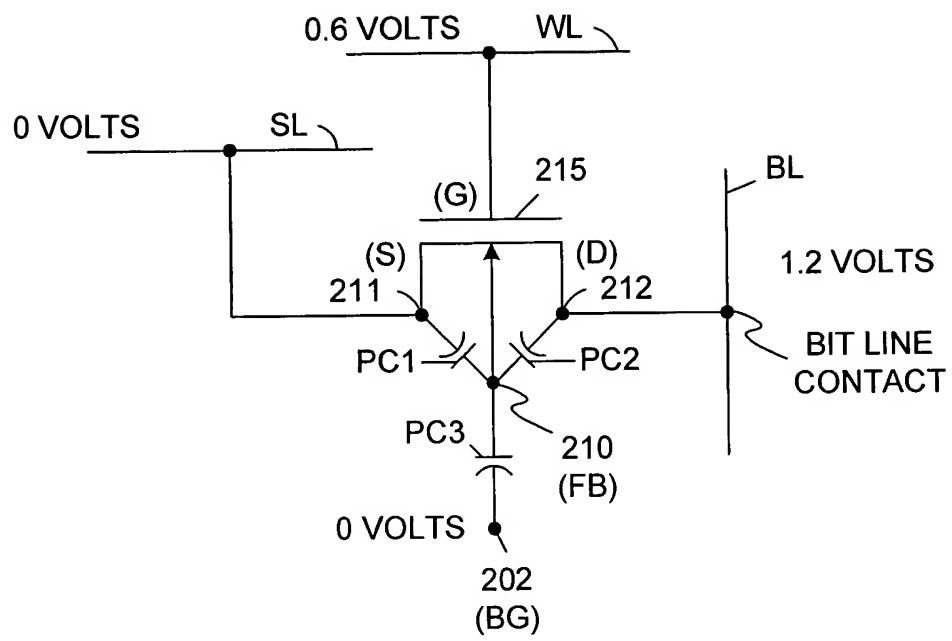 0.6 VOLTS
WL
0 VOLTS
SL
215
BL
(G)
(S)
(D)
1.2 VOLTS
211
212
PC1
PC2
BIT LINE
CONTACT
PC3
210
(FB)
0 VOLTS
202
(BG)